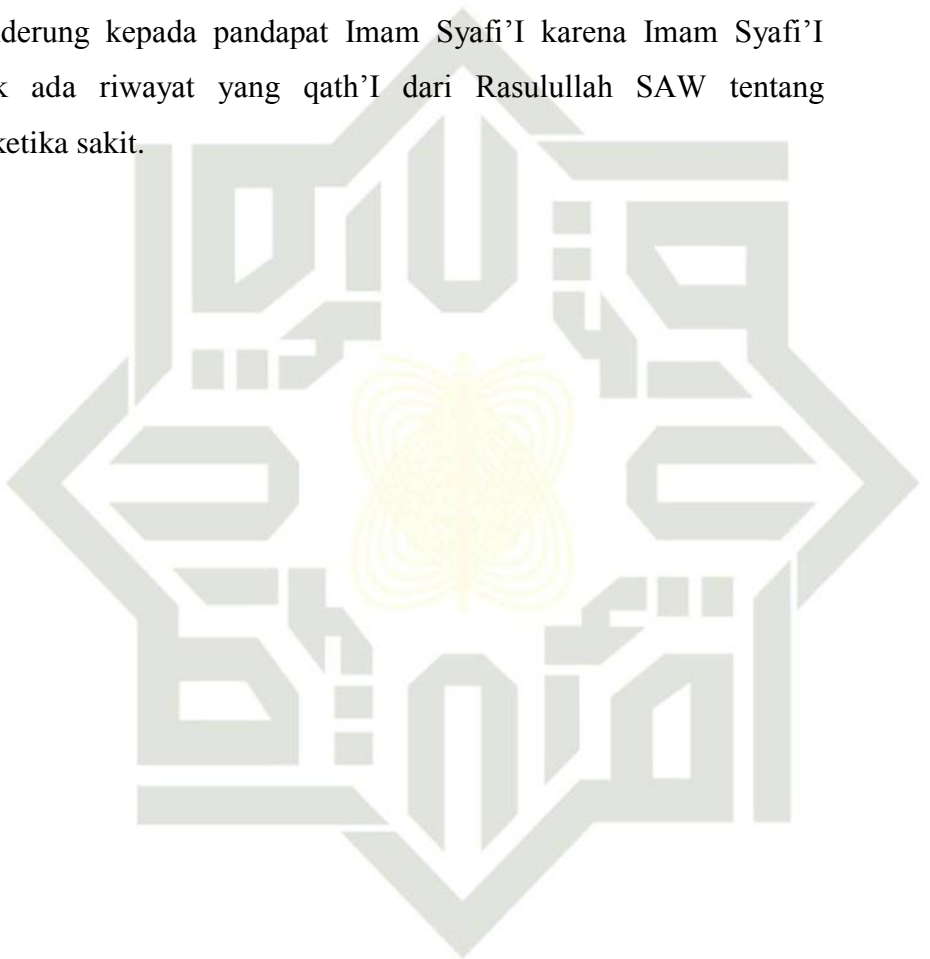 derung kepada pandapat Imam Syafi’I karena Imam Syafi’I
ada riwayat yang qath’I dari Rasulullah SAW tentang
ketika sakit.